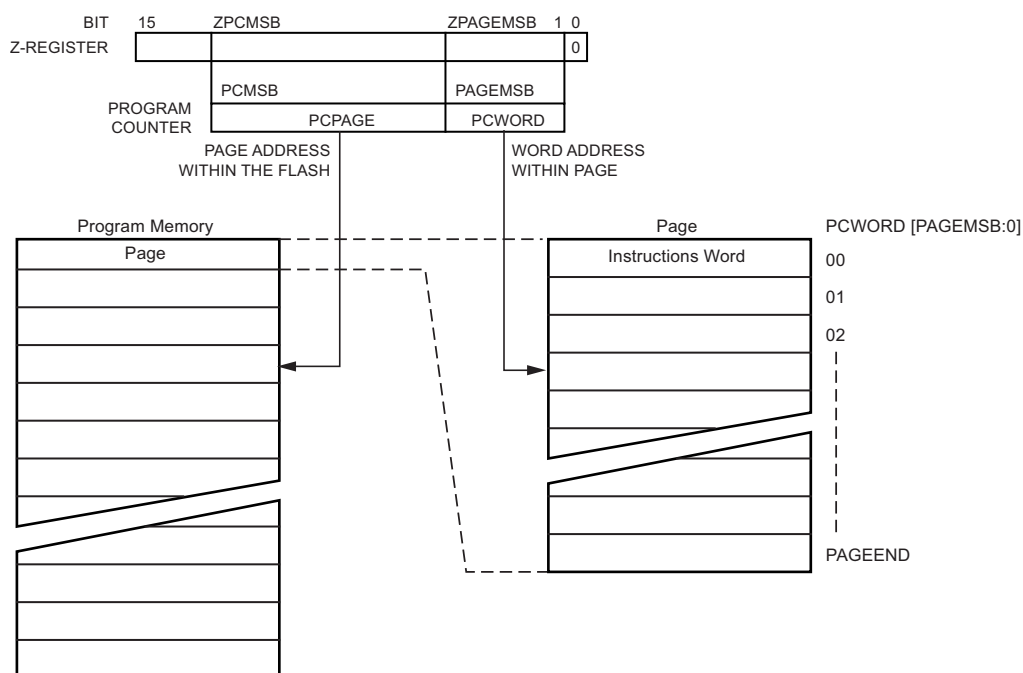 BIT 15 ZPCMSB ZPAGEMSB 1 0
Z-REGISTER 0
PCMSB PAGEMSB
PROGRAM
COUNTER
PCPAGE PCWORD
PAGE ADDRESS
WITHIN THE FLASH
WORD ADDRESS
WITHIN PAGE
Program Memory
Page
Page
Instructions Word
PCWORD [PAGEMSB:0]
00
01
02
PAGEEND